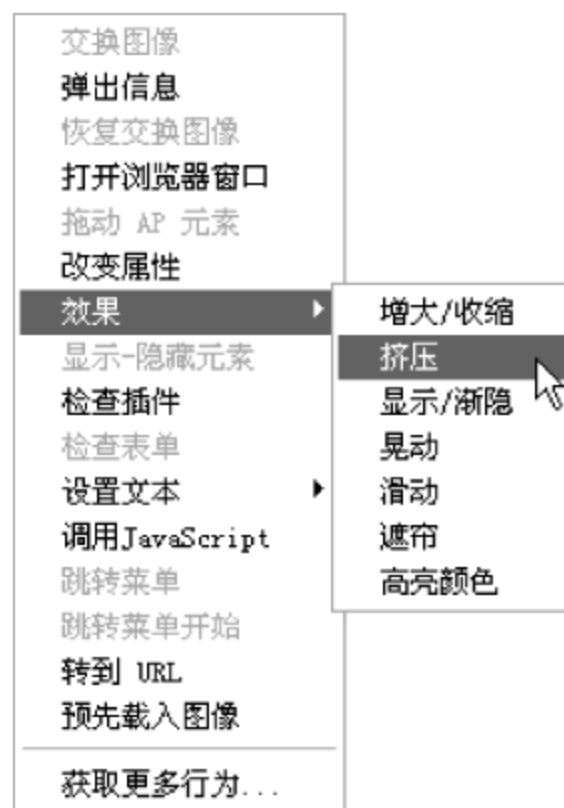 交换图像
弹出信息
恢复交换图像
打开浏览器窗口
拖动 AP 元素
改变属性
效果
增大/收缩
显示-隐藏元素
挤压
检查插件
显示/渐隐
检查表单
晃动
设置文本
滑动
调用JavaScript
遮帘
跳转菜单
高亮颜色
跳转菜单开始
转到 URL
预先载入图像
获取更多行为...